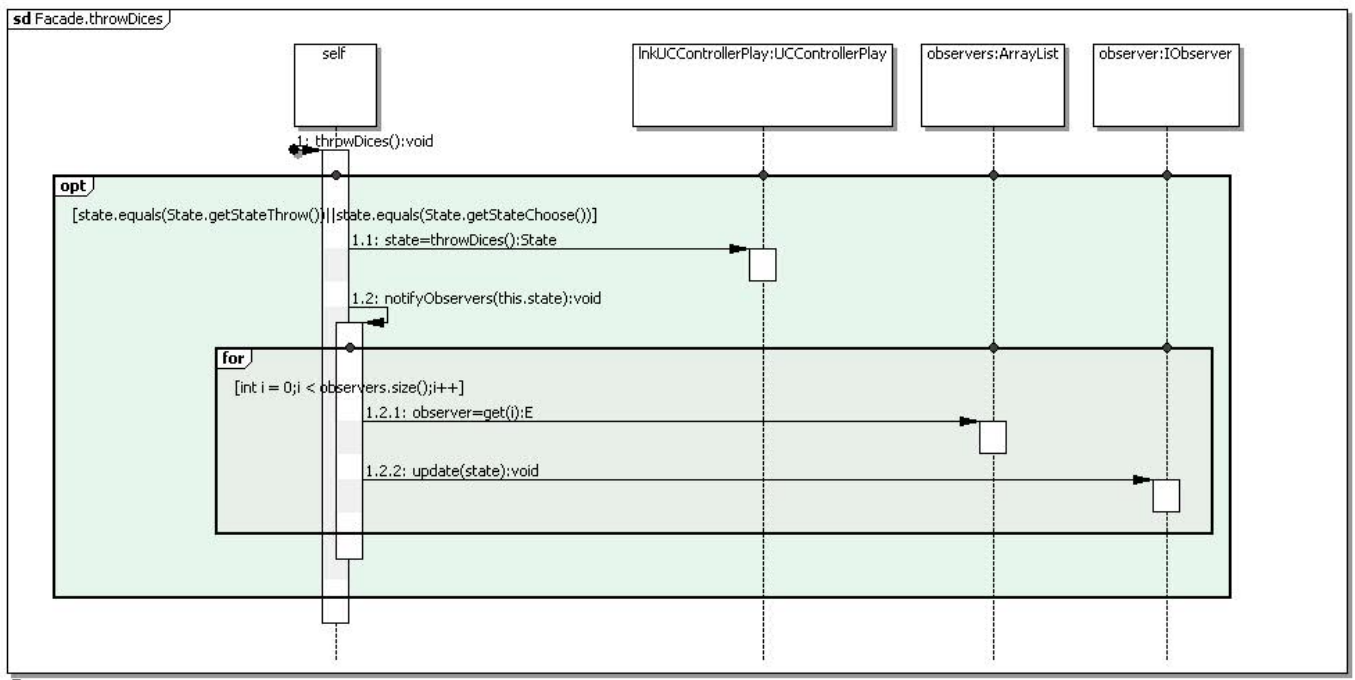 sd Facade.throwDices
self
lnkUCControllerPlay:UCControllerPlay
observers:ArrayList
observer:IObserver
1: throwDices():void
opt
[state.equals(State.getStateThrow())||state.equals(State.getStateChoose())]
1.1: state=throwDices():State
1.2: notifyObservers(this.state):void
for
[int i = 0;i < observers.size();i++]
1.2.1: observer=get(i):E
1.2.2: update(state):void